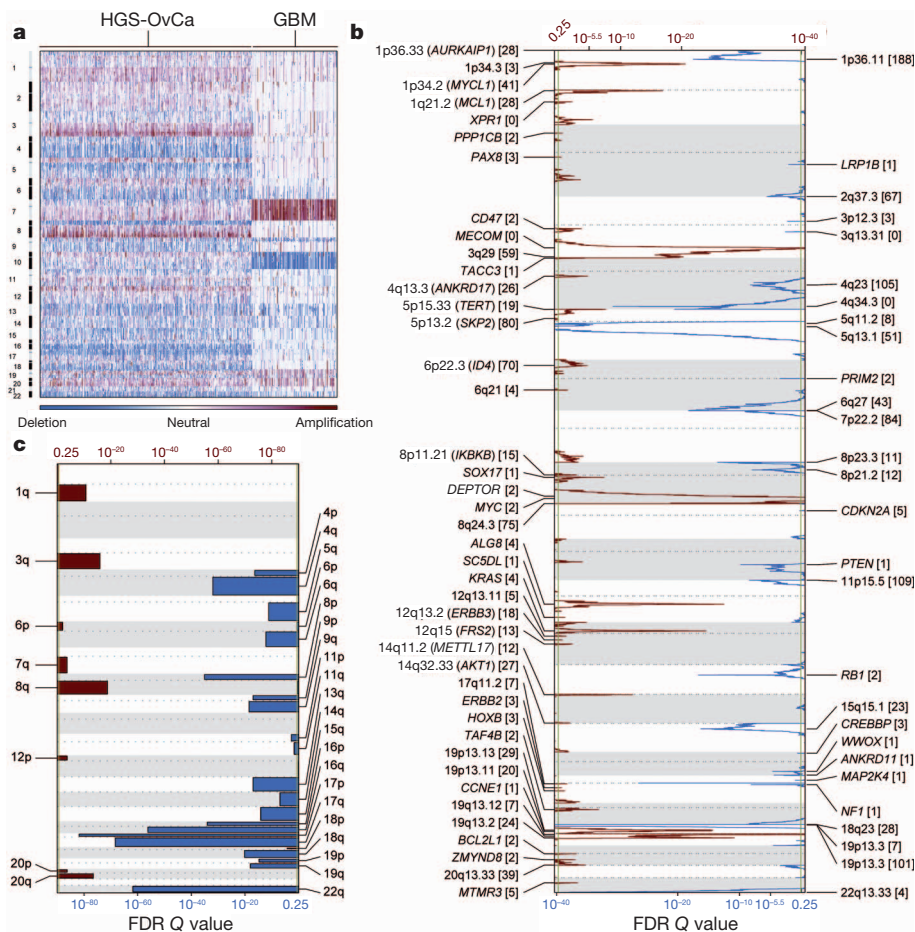 HGS-OvCa GBM
a
1
2
3
4
5
6
7
8
9
10
11
12
13
14
15
16
17
18
19
20
21
22
Deletion Neutral Amplification
b
0.25 10^-5.5 10^-10 10^-20 10^-40
1p36.33 (AURKAIP1) [28]
1p34.3 [3]
1p34.2 (MYCL1) [41]
1q21.2 (MCL1) [28]
XPR1 [0]
PPP1CB [2]
PAX8 [3]
CD47 [2]
MECOM [0]
3q29 [59]
TACC3 [1]
4q13.3 (ANKRD17) [26]
5p15.33 (TERT) [19]
5p13.2 (SKP2) [80]
6p22.3 (ID4) [70]
6q21 [4]
8p11.21 (IKBKB) [15]
SOX17 [1]
DEPTOR [2]
MYC [2]
8q24.3 [75]
ALG8 [4]
SC5DL [1]
KRAS [4]
12q13.11 [5]
12q13.2 (ERBB3) [18]
12q15 (FRS2) [13]
14q11.2 (METTL17) [12]
14q32.33 (AKT1) [27]
17q11.2 [7]
ERBB2 [3]
HOXB [3]
TAF4B [2]
19p13.13 [29]
19p13.11 [20]
CCNE1 [1]
19q13.12 [7]
19q13.2 [24]
BCL2L1 [2]
ZMYND8 [2]
20q13.33 [39]
MTMR3 [5]
1p36.11 [188]
LRP1B [1]
2q37.3 [67]
3p12.3 [3]
3q13.31 [0]
4q23 [105]
4q34.3 [0]
5q11.2 [8]
5q13.1 [51]
PRIM2 [2]
6q27 [43]
7p22.2 [84]
8p23.3 [11]
8p21.2 [12]
CDKN2A [5]
PTEN [1]
11p15.5 [109]
RB1 [2]
15q15.1 [23]
CREBBP [3]
WWOX [1]
ANKRD11 [1]
MAP2K4 [1]
NF1 [1]
18q23 [28]
19p13.3 [7]
19p13.3 [101]
22q13.33 [4]
10^-40 10^-20 10^-10 10^-5.5 0.25
FDR Q value
c
0.25 10^-20 10^-40 10^-60 10^-80
1q
3q
6p
7q
8q
12p
20p
20q
4p
4q
5q
6p
6q
8p
9p
9q
11p
11q
13q
14q
15q
16p
16q
17p
17q
18p
18q
19p
19q
22q
10^-80 10^-60 10^-40 10^-20 0.25
FDR Q value